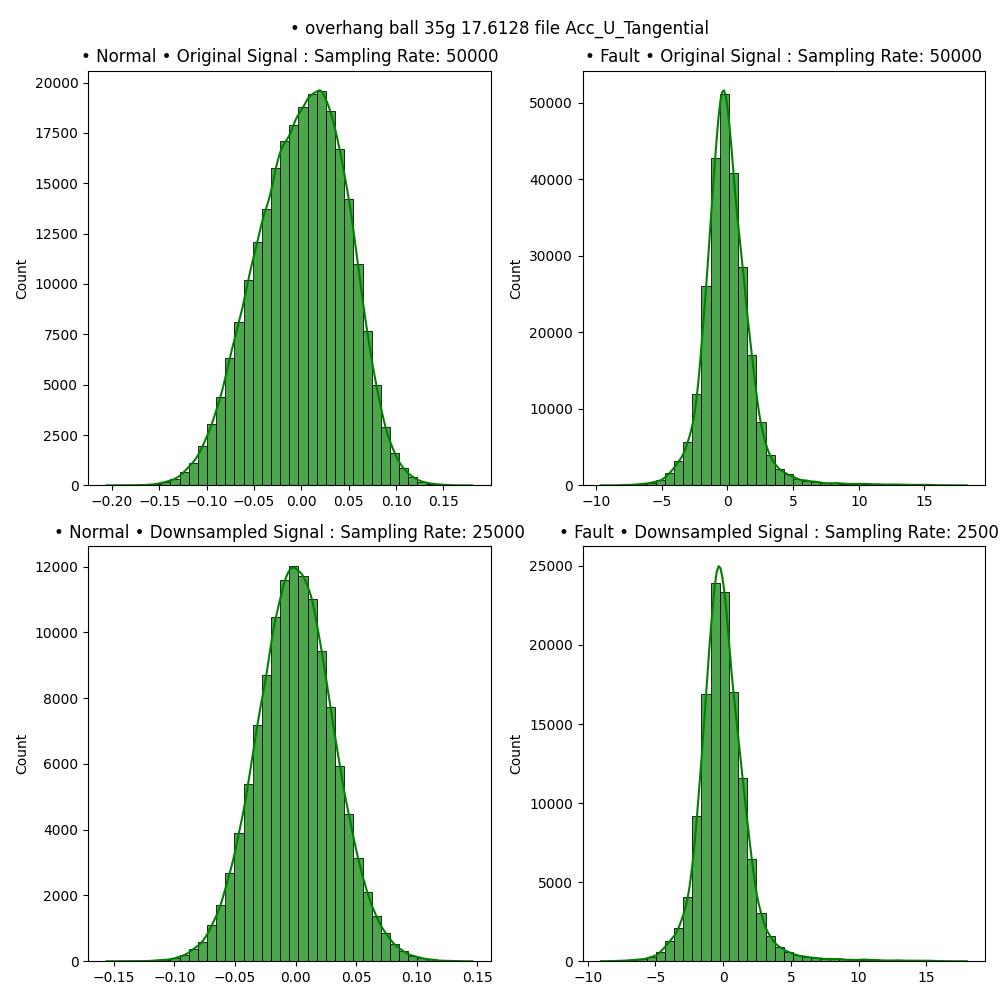 • overhang ball 35g 17.6128 file Acc_U_Tangential
• Normal • Original Signal : Sampling Rate: 50000
20000
17500
15000
12500
10000
7500
5000
2500
0
Count
−0.20 −0.15 −0.10 −0.05 0.00 0.05 0.10 0.15
• Fault • Original Signal : Sampling Rate: 50000
50000
40000
30000
20000
10000
0
Count
−10 −5 0 5 10 15
• Normal • Downsampled Signal : Sampling Rate: 25000
12000
10000
8000
6000
4000
2000
0
Count
−0.15 −0.10 −0.05 0.00 0.05 0.10 0.15
• Fault • Downsampled Signal : Sampling Rate: 2500
25000
20000
15000
10000
5000
0
Count
−10 −5 0 5 10 15